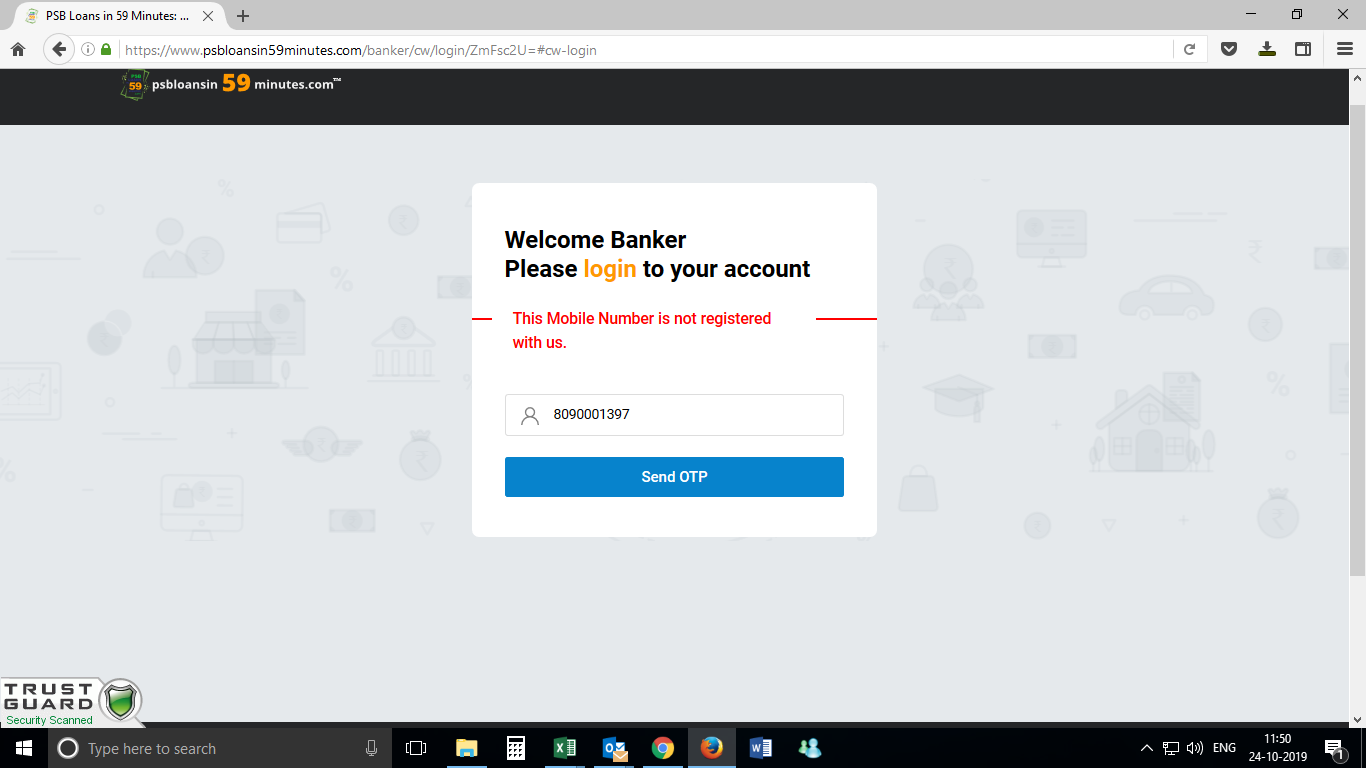 PSB Loans in 59 Minutes: ...
https://www.psbloansin59minutes.com/banker/cw/login/ZmFsc2U=#cw-login
PSB 59 psbloansin 59 minutes.com™
Welcome Banker
Please login to your account
This Mobile Number is not registered
with us.
8090001397
Send OTP
TRUST
GUARD
Security Scanned
Type here to search
ENG
11:50
24-10-2019
1